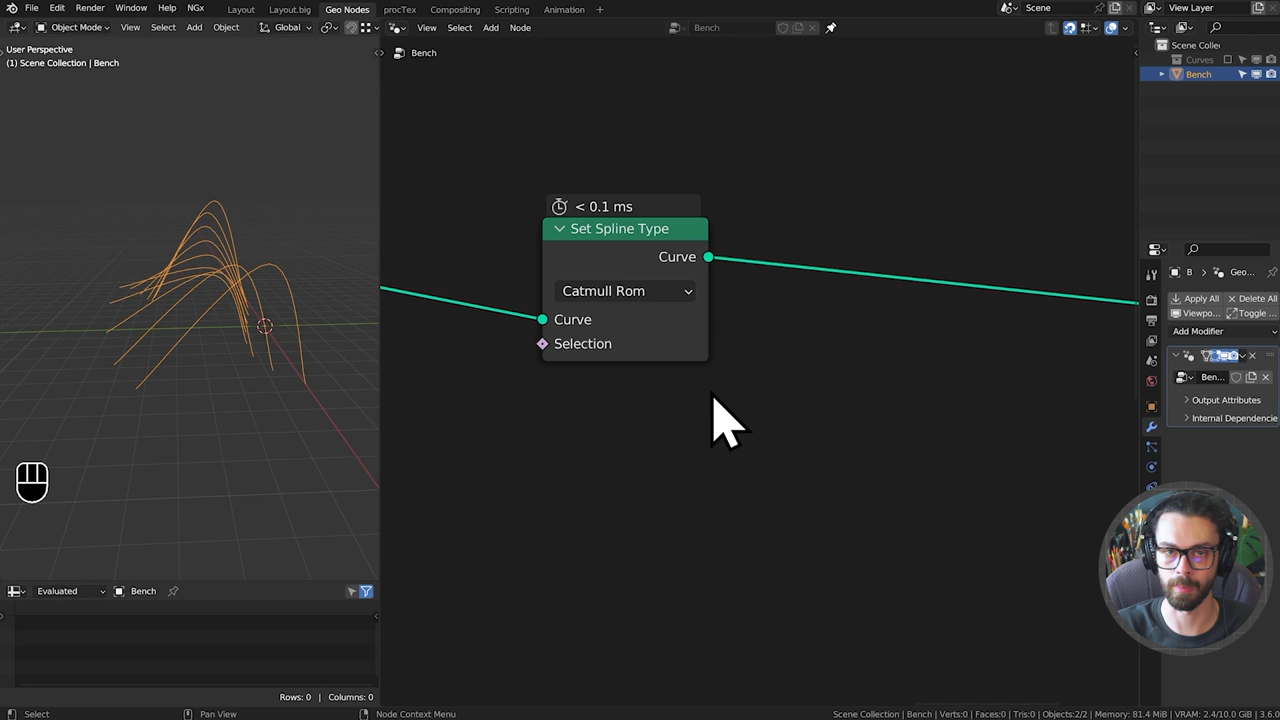 File Edit Render Window Help NGx Layout Layout.big Geo Nodes procTex Compositing Scripting Animation + Scene View Layer
Object Mode View Select Add Object Global View Select Add Node Bench
User Perspective
(1) Scene Collection | Bench
Bench
Scene Collec
Curves
Bench
< 0.1 ms
Set Spline Type
Curve
Catmull Rom
Curve
Selection
B > Geo...
Apply All Delete All
Viewpo... Toggle ...
Add Modifier
Ben...
Output Attributes
Internal Dependencie
Evaluated Bench
Rows: 0 | Columns: 0
Select Pan View Node Context Menu Scene Collection | Bench | Verts:0 | Faces:0 | Tris:0 | Objects:2/2 | Memory: 81.4 MiB | VRAM: 2.4/10.0 GiB | 3.6.0